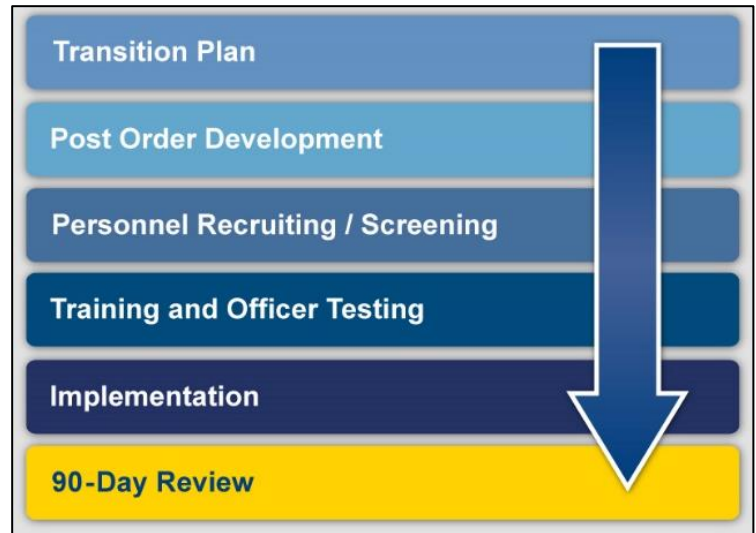 Transition Plan
Post Order Development
Personnel Recruiting / Screening
Training and Officer Testing
Implementation
90-Day Review